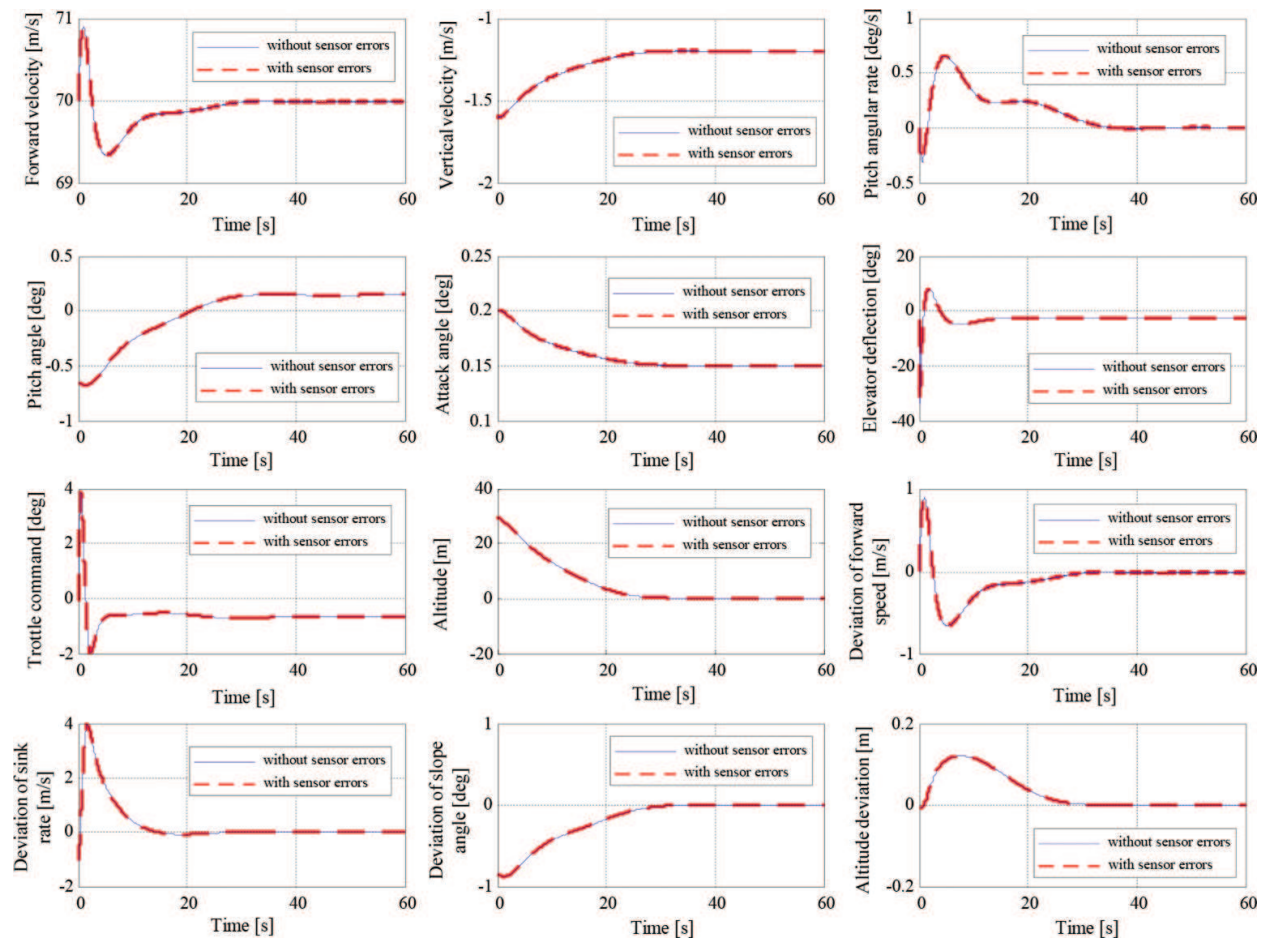 Forward velocity [m/s]
71
70
69
without sensor errors
with sensor errors
0 20 40 60
Time [s]
Vertical velocity [m/s]
-1
-1.5
-2
without sensor errors
with sensor errors
0 20 40 60
Time [s]
Pitch angular rate [deg/s]
1
0.5
0
-0.5
without sensor errors
with sensor errors
0 20 40 60
Time [s]
Pitch angle [deg]
0.5
0
-0.5
-1
without sensor errors
with sensor errors
0 20 40 60
Time [s]
Attack angle [deg]
0.25
0.2
0.15
0.1
without sensor errors
with sensor errors
0 20 40 60
Time [s]
Elevator deflection [deg]
20
0
-20
-40
without sensor errors
with sensor errors
0 20 40 60
Time [s]
Trottle command [deg]
4
2
0
-2
without sensor errors
with sensor errors
0 20 40 60
Time [s]
Altitude [m]
40
20
0
-20
without sensor errors
with sensor errors
0 20 40 60
Time [s]
Deviation of forward
speed [m/s]
1
0
-1
without sensor errors
with sensor errors
0 20 40 60
Time [s]
Deviation of sink
rate [m/s]
4
2
0
-2
without sensor errors
with sensor errors
0 20 40 60
Time [s]
Deviation of slope
angle [deg]
1
0
-1
without sensor errors
with sensor errors
0 20 40 60
Time [s]
Altitude deviation [m]
0.2
0
-0.2
without sensor errors
with sensor errors
0 20 40 60
Time [s]